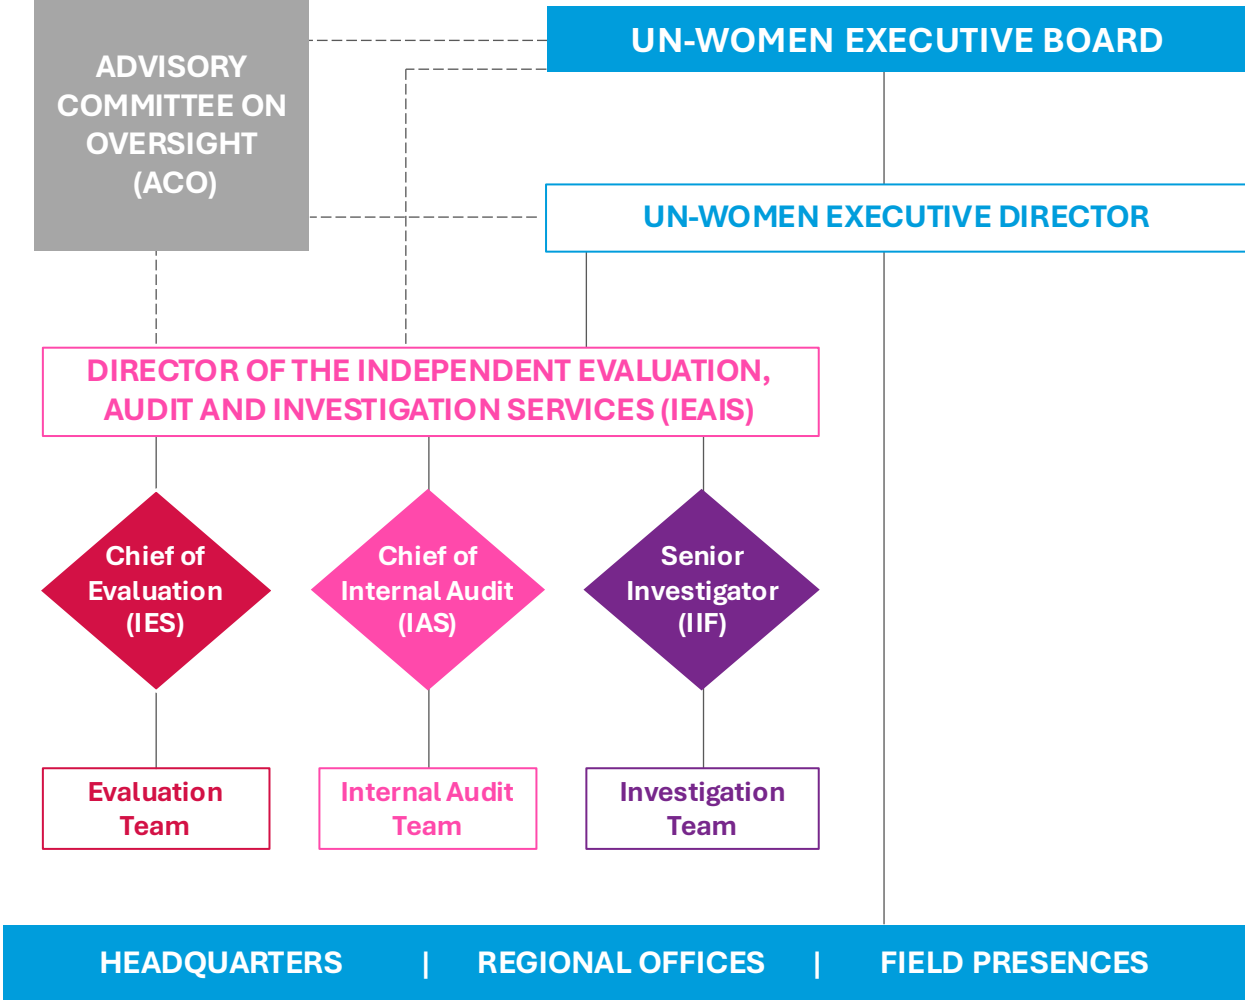 ADVISORY
COMMITTEE ON
OVERSIGHT
(ACO)
UN-WOMEN EXECUTIVE BOARD
UN-WOMEN EXECUTIVE DIRECTOR
DIRECTOR OF THE INDEPENDENT EVALUATION,
AUDIT AND INVESTIGATION SERVICES (IEAIS)
Chief of
Evaluation
(IES)
Chief of
Internal Audit
(IAS)
Senior
Investigator
(IIF)
Evaluation
Team
Internal Audit
Team
Investigation
Team
HEADQUARTERS | REGIONAL OFFICES | FIELD PRESENCES